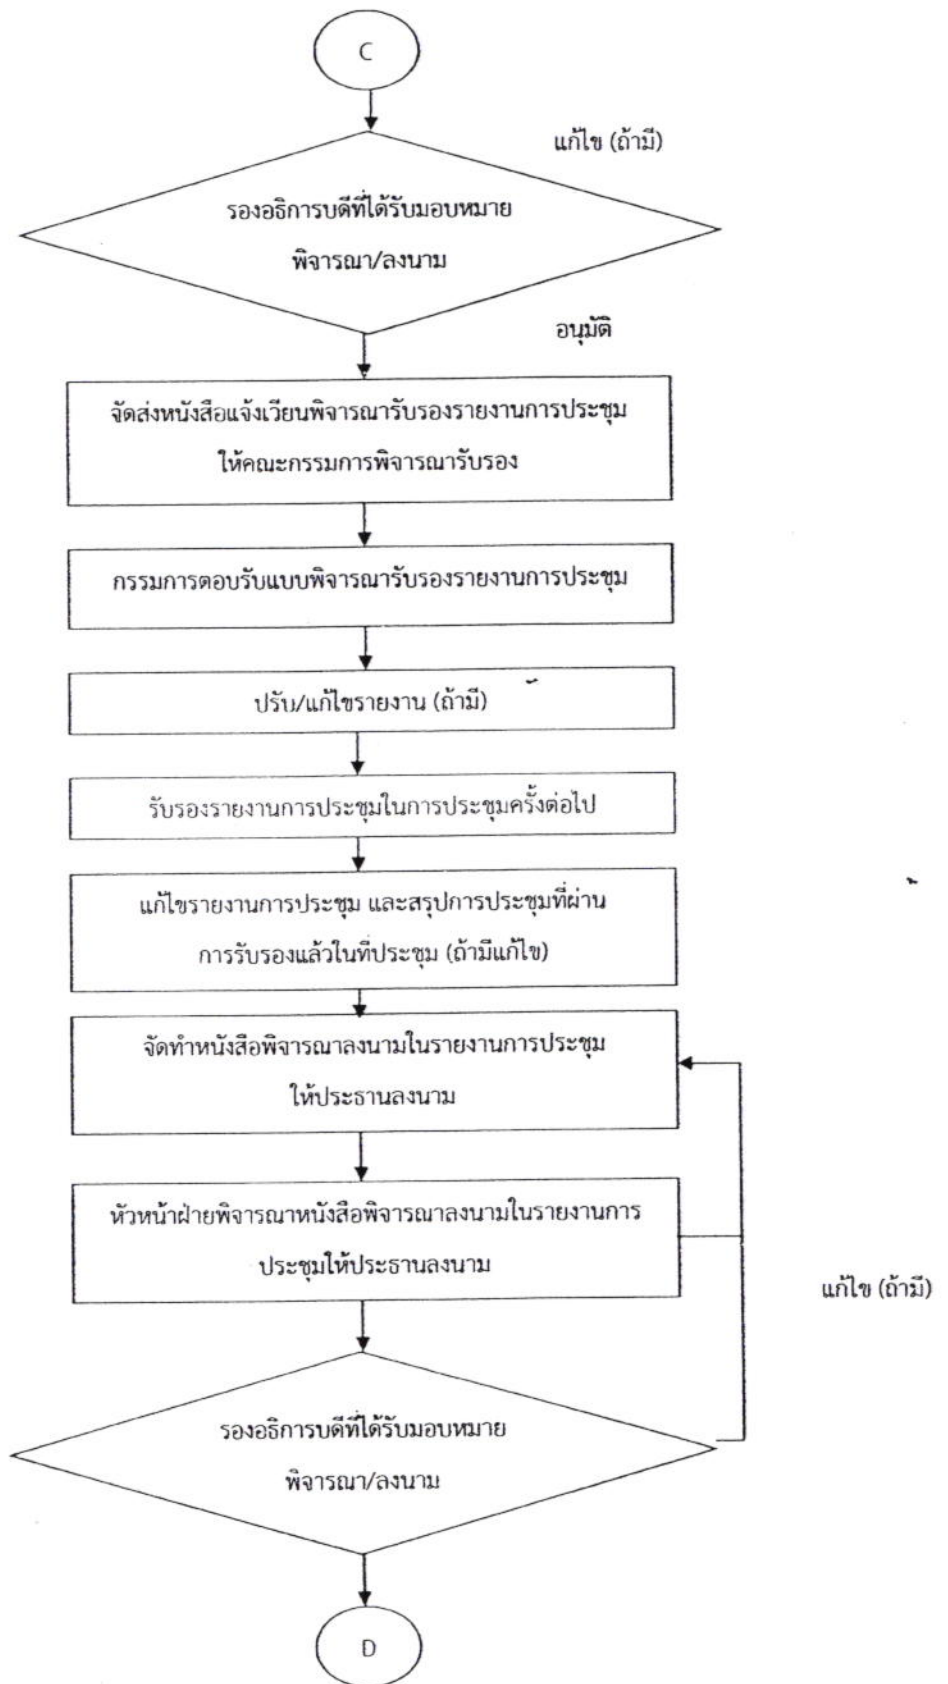 C
แก้ไข (ถ้ามี)
รองอธิการบดีที่ได้รับมอบหมาย
พิจารณา/ลงนาม
อนุมัติ
จัดส่งหนังสือแจ้งเวียนพิจารณารับรองรายงานการประชุม
ให้คณะกรรมการพิจารณารับรอง
กรรมการตอบรับแบบพิจารณารับรองรายงานการประชุม
ปรับ/แก้ไขรายงาน (ถ้ามี)
รับรองรายงานการประชุมในการประชุมครั้งต่อไป
แก้ไขรายงานการประชุม และสรุปการประชุมที่ผ่าน
การรับรองแล้วในที่ประชุม (ถ้ามีแก้ไข)
จัดทำหนังสือพิจารณาลงนามในรายงานการประชุม
ให้ประธานลงนาม
หัวหน้าฝ่ายพิจารณาหนังสือพิจารณาลงนามในรายงานการ
ประชุมให้ประธานลงนาม
แก้ไข (ถ้ามี)
รองอธิการบดีที่ได้รับมอบหมาย
พิจารณา/ลงนาม
D